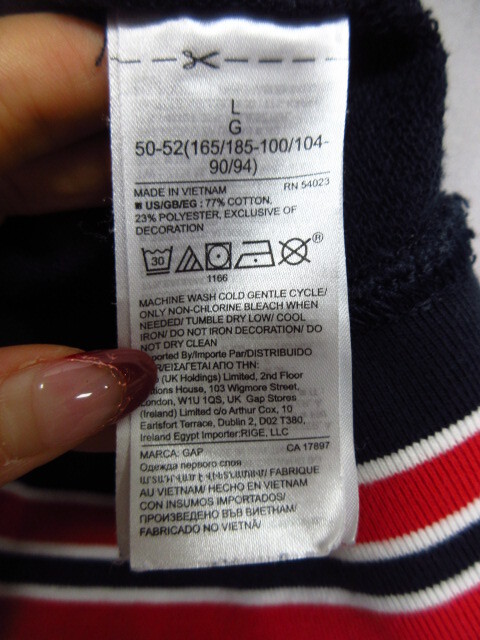 L
G
50-52(165/185-100/104-
90/94)
MADE IN VIETNAM RN 54023
US/GB/EG: 77% COTTON,
23% POLYESTER, EXCLUSIVE OF
DECORATION
30
®
1166
MACHINE WASH COLD GENTLE CYCLE/
ONLY NON-CHLORINE BLEACH WHEN
NEEDED/ TUMBLE DRY LOW/ COOL
IRON/ DO NOT IRON DECORATION/ DO
NOT DRY CLEAN
ported By/Importe Par/DISTRIBUIDO
R/ΕΙΣΑΓΕΤΑΙ ΑΠΟ ΤΗΝ:
(UK Holdings) Limited, 2nd Floor
tions House, 103 Wigmore Street,
London, W1U 1QS, UK Gap Stores
(Ireland) Limited c/o Arthur Cox, 10
Earlsfort Terrace, Dublin 2, D02 T380,
Ireland Egypt Importer:RIGE, LLC
MARCA: GAP CA 17897
Одежда первого слоя
ԱՐՏԱԴՐՎԱԾ Է ՎԻԵՏՆԱՄՈՒՄ/ FABRIQUE
AU VIETNAM/ HECHO EN VIETNAM
CON INSUMOS IMPORTADOS/
ПРОИЗВЕДЕНО ВЪВ ВИЕТНАМ/
FABRICADO NO VIETNÃ/